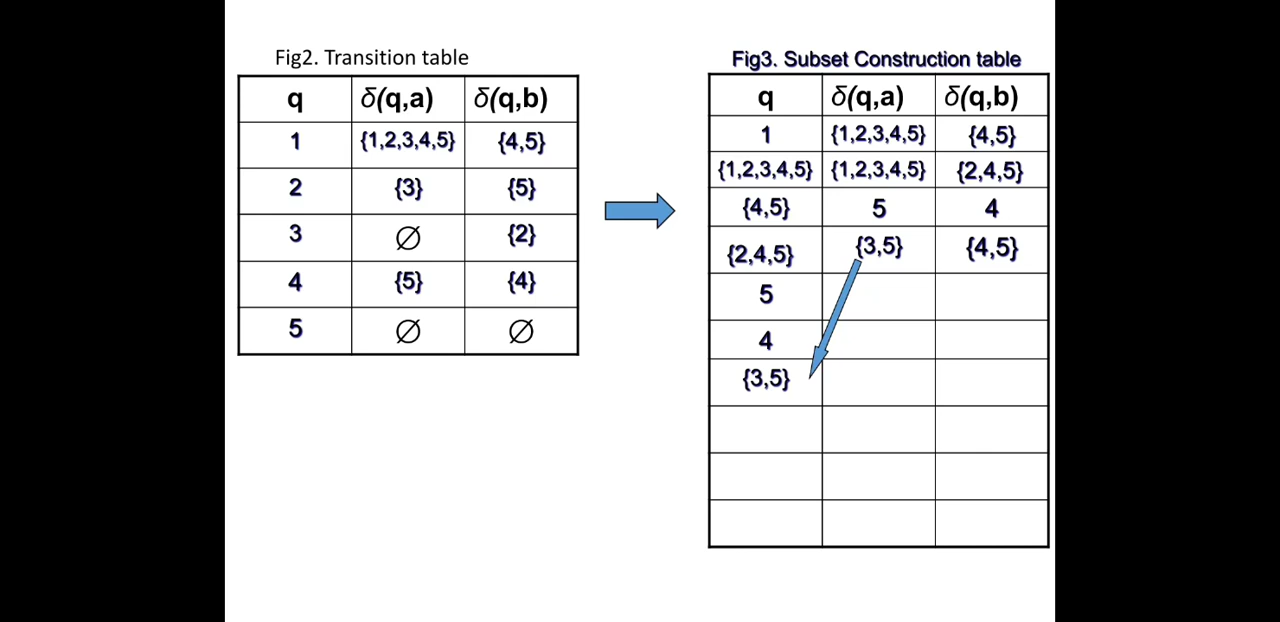 Fig2. Transition table
q δ(q,a) δ(q,b)
1 {1,2,3,4,5} {4,5}
2 {3} {5}
3 ∅ {2}
4 {5} {4}
5 ∅ ∅
Fig3. Subset Construction table
q δ(q,a) δ(q,b)
1 {1,2,3,4,5} {4,5}
{1,2,3,4,5} {1,2,3,4,5} {2,4,5}
{4,5} 5 4
{2,4,5} {3,5} {4,5}
5
4
{3,5}